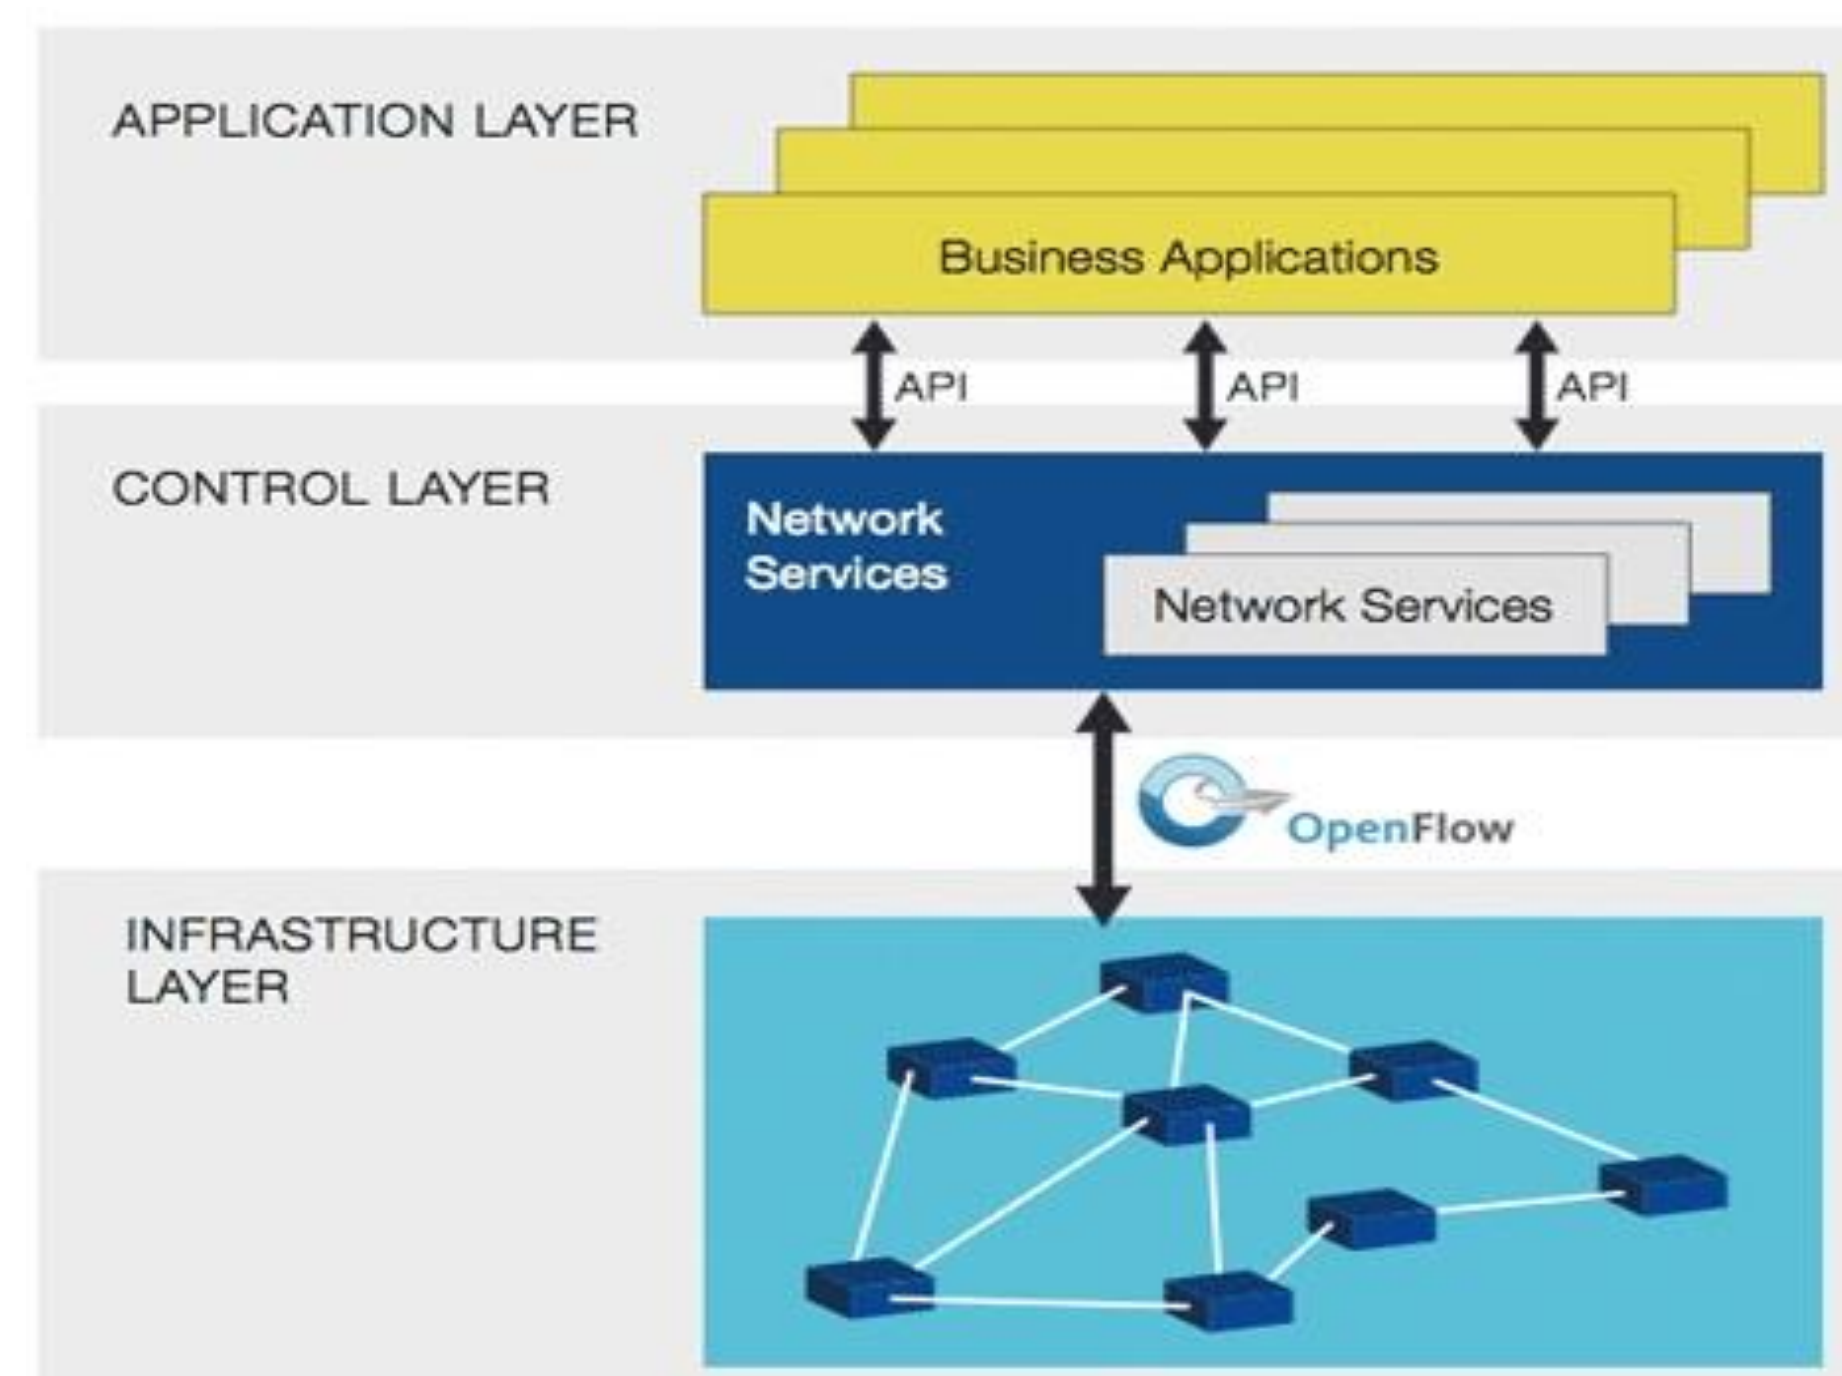 APPLICATION LAYER
Business Applications
API
API
API
CONTROL LAYER
Network
Services
Network Services
OpenFlow
INFRASTRUCTURE
LAYER